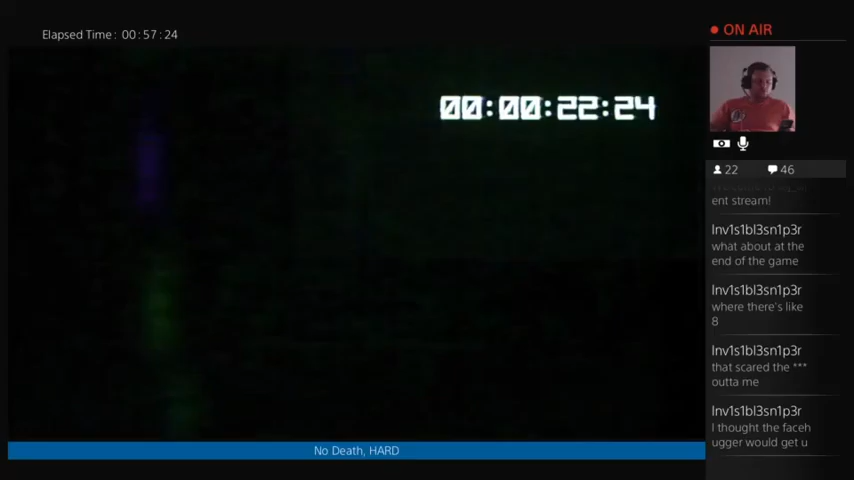 Elapsed Time: 00:57:24
ON AIR
00:00:22:24
22 46
ent stream!
Inv1s1bl3sn1p3r
what about at the
end of the game
Inv1s1bl3sn1p3r
where there's like
8
Inv1s1bl3sn1p3r
that scared the ***
outta me
Inv1s1bl3sn1p3r
I thought the faceh
ugger would get u
No Death, HARD